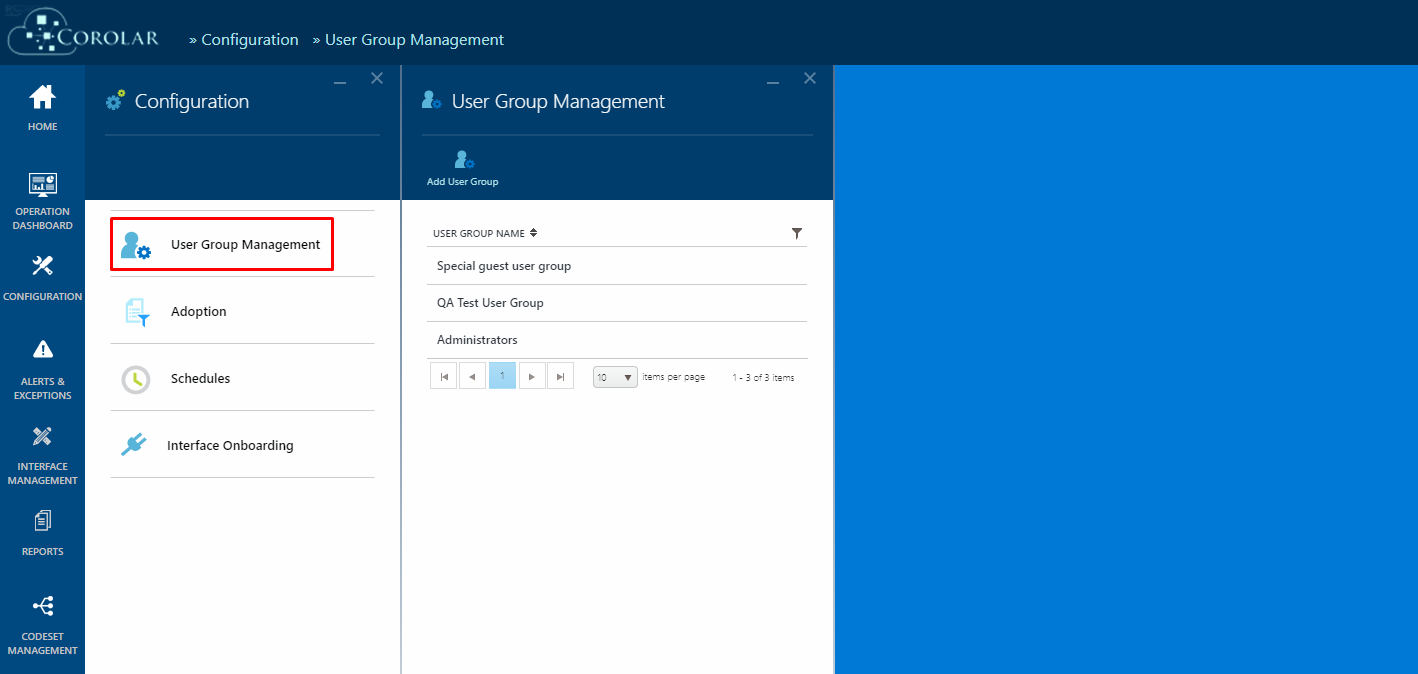 COROLAR
» Configuration » User Group Management
HOME
OPERATION
DASHBOARD
CONFIGURATION
ALERTS &
EXCEPTIONS
INTERFACE
MANAGEMENT
REPORTS
CODESET
MANAGEMENT
Configuration
User Group Management
Adoption
Schedules
Interface Onboarding
User Group Management
Add User Group
USER GROUP NAME
Special guest user group
QA Test User Group
Administrators
1 10 items per page 1 - 3 of 3 items